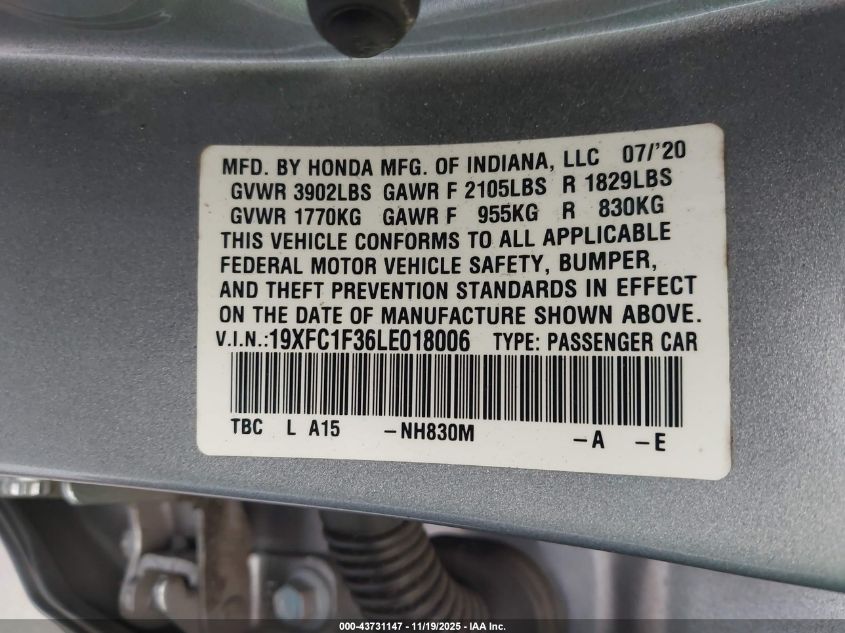 MFD. BY HONDA MFG. OF INDIANA, LLC 07/'20
GVWR 3902LBS GAWR F 2105LBS R 1829LBS
GVWR 1770KG GAWR F 955KG R 830KG
THIS VEHICLE CONFORMS TO ALL APPLICABLE
FEDERAL MOTOR VEHICLE SAFETY, BUMPER,
AND THEFT PREVENTION STANDARDS IN EFFECT
ON THE DATE OF MANUFACTURE SHOWN ABOVE.
V.I.N.: 19XFC1F36LE018006 TYPE: PASSENGER CAR
TBC L A15 -NH830M -A -E
000-43731147 - 11/19/2025 - IAA Inc.